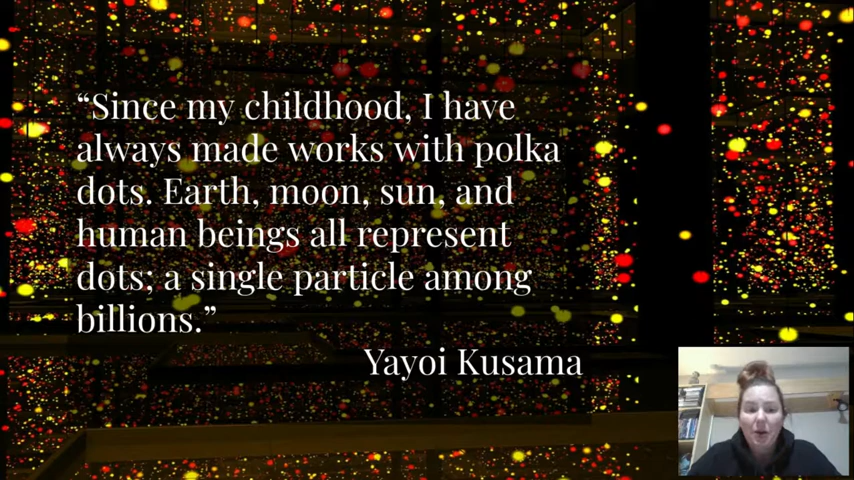 “Since my childhood, I have
always made works with polka
dots. Earth, moon, sun, and
human beings all represent
dots; a single particle among
billions.”
Yayoi Kusama